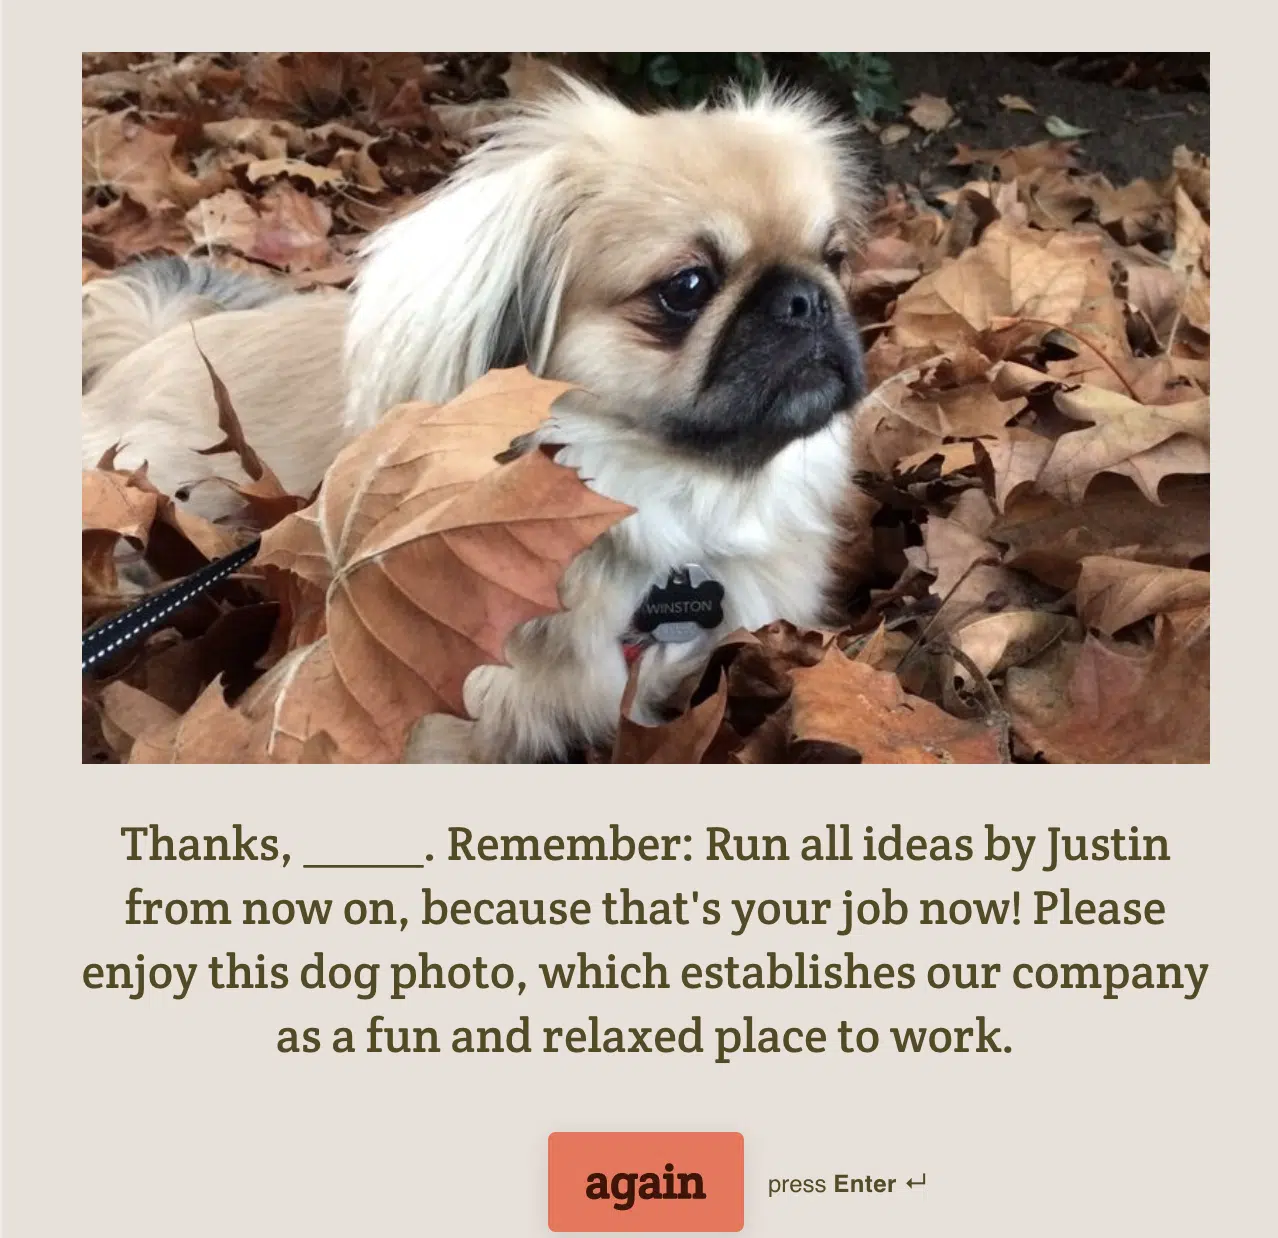 WINSTON
Thanks, _____. Remember: Run all ideas by Justin
from now on, because that's your job now! Please
enjoy this dog photo, which establishes our company
as a fun and relaxed place to work.
again
press Enter ↵